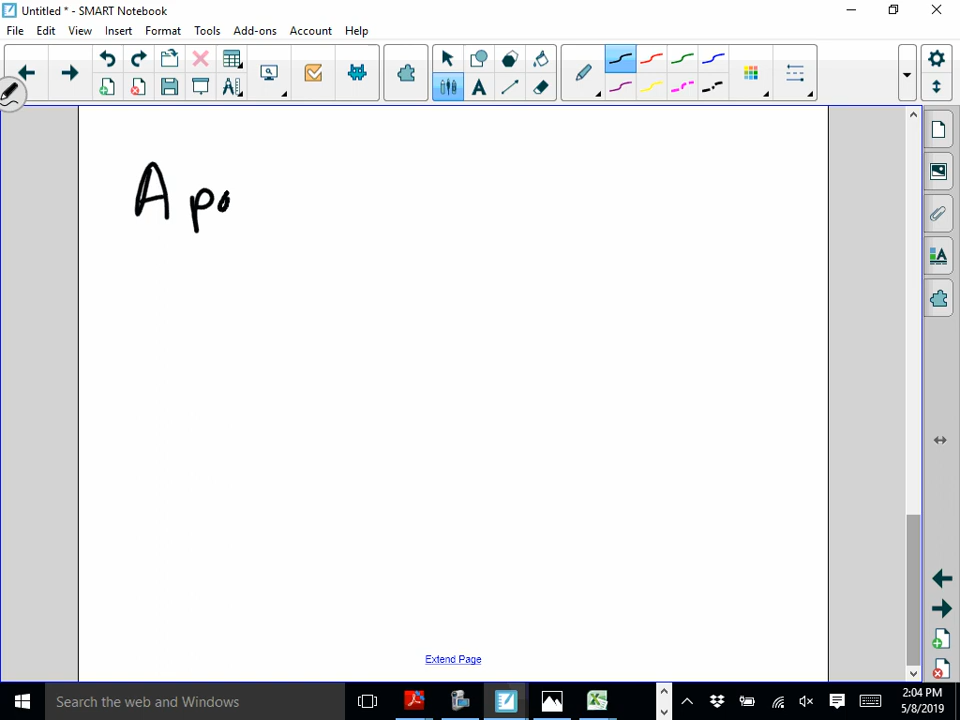 Untitled * - SMART Notebook
File Edit View Insert Format Tools Add-ons Account Help
A po
Extend Page
Search the web and Windows
2:04 PM
5/8/2019